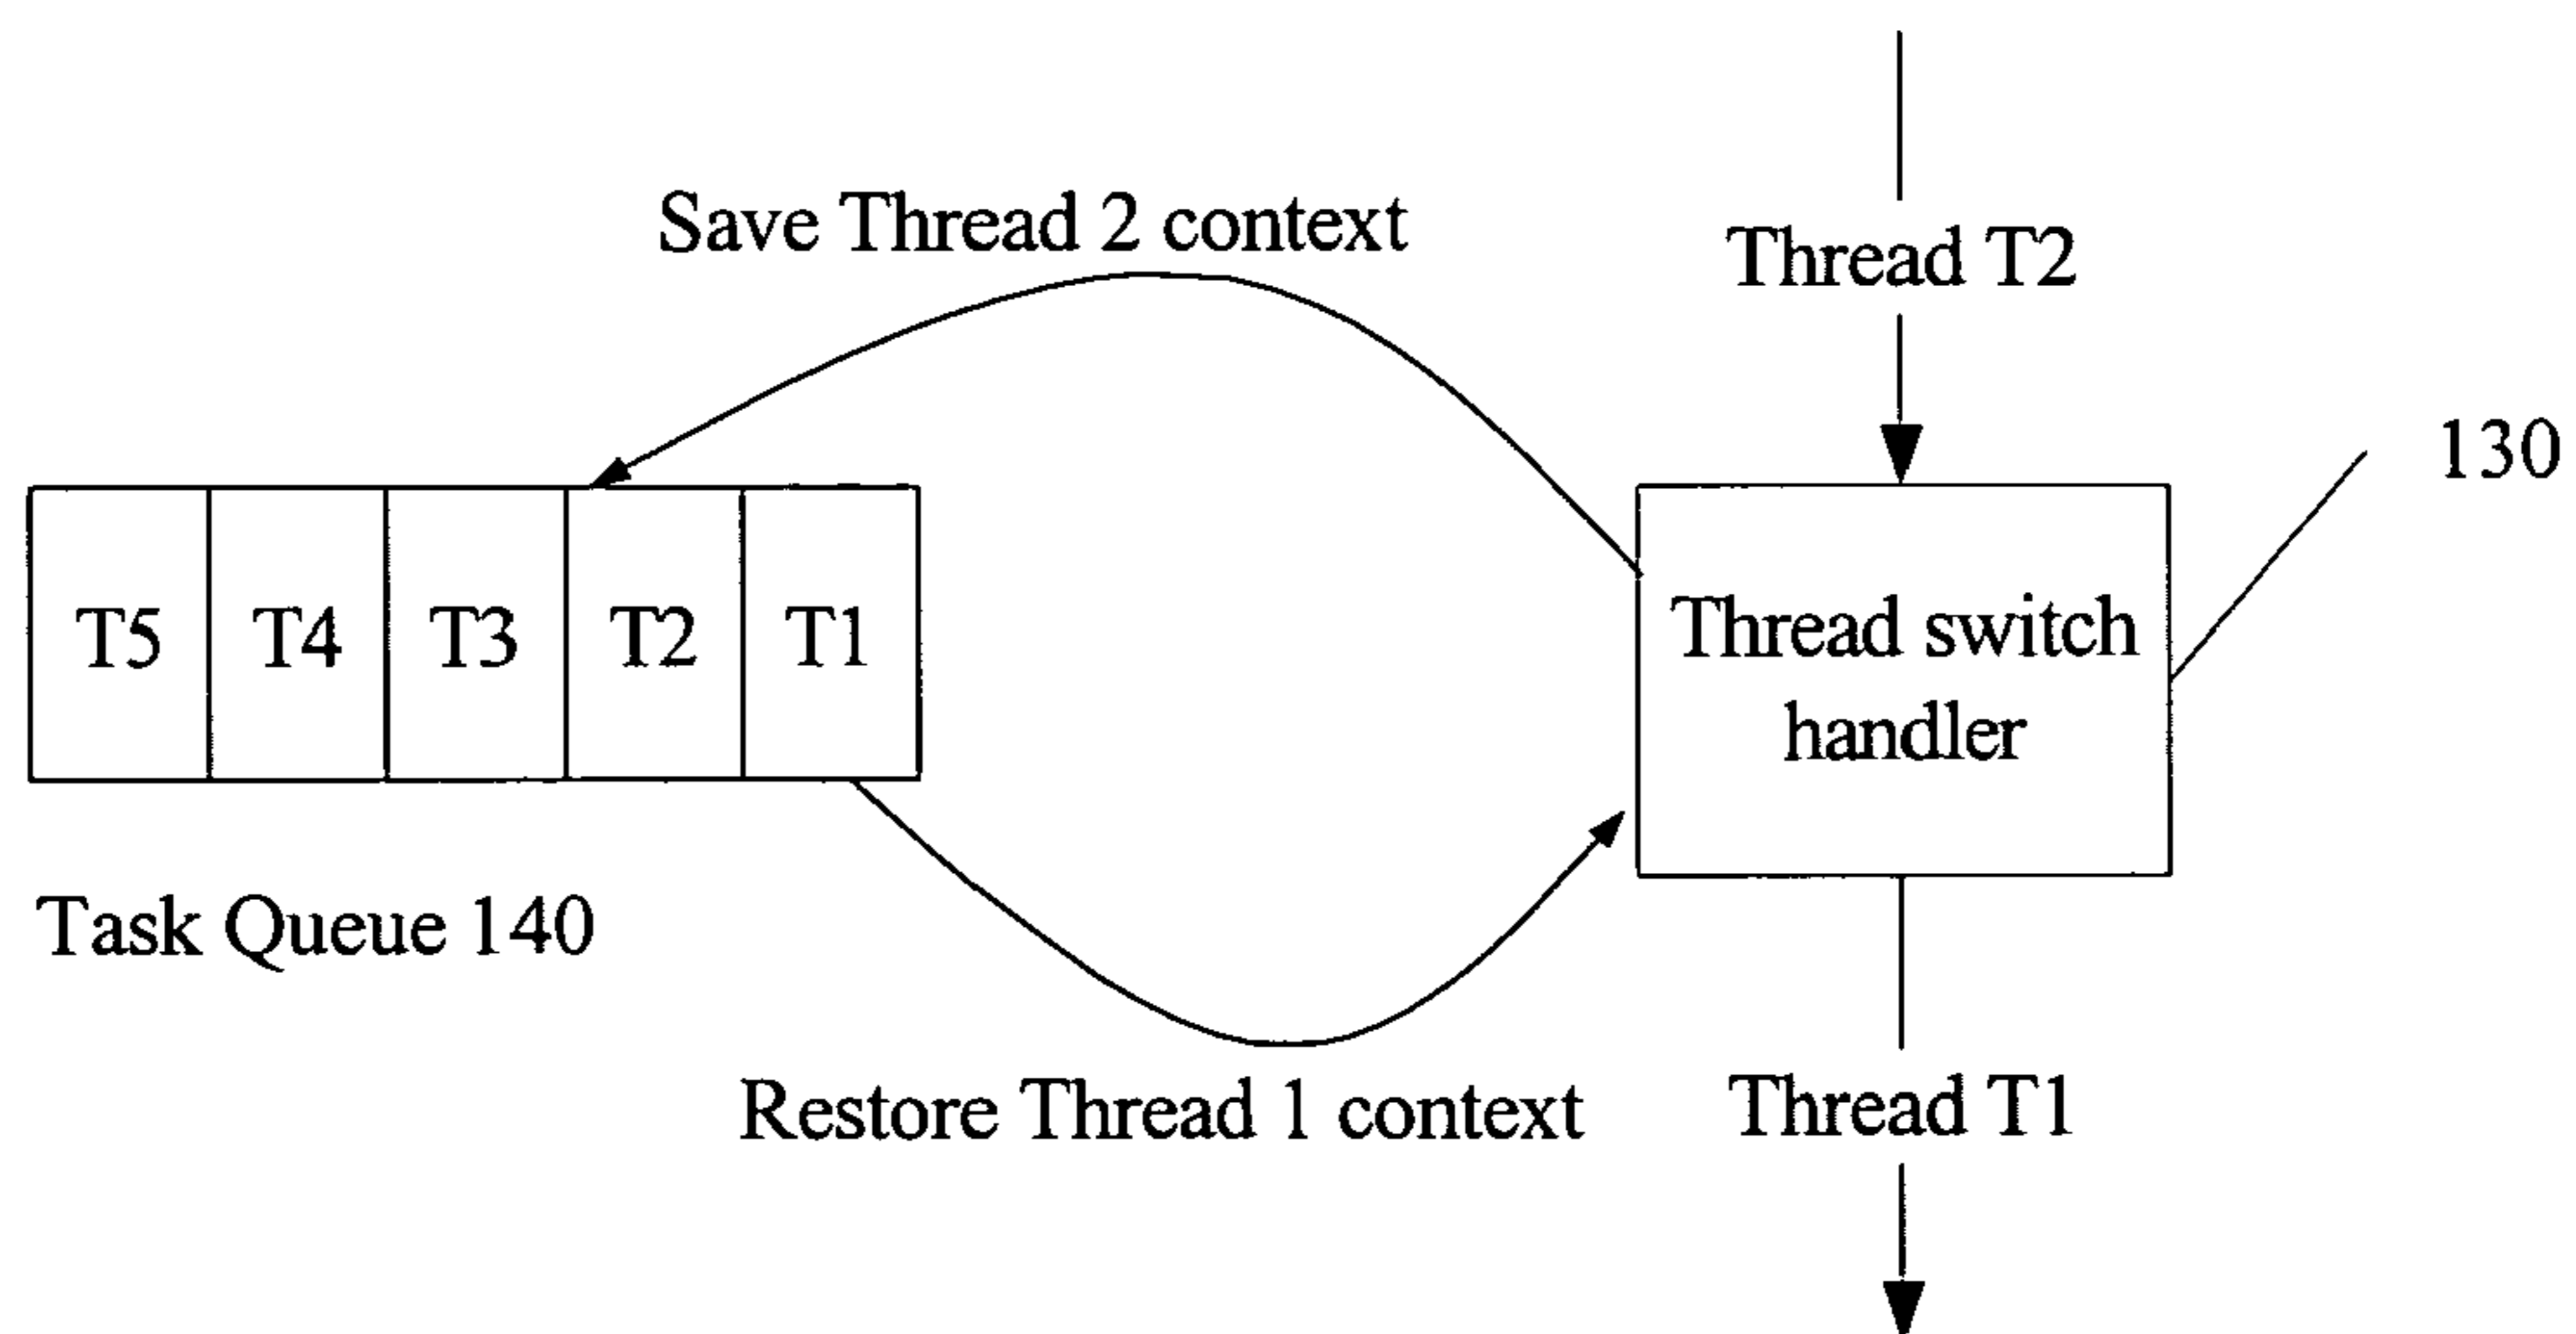 Save Thread 2 context
Thread T2
130
T5 T4 T3 T2 T1
Thread switch
handler
Task Queue 140
Restore Thread 1 context
Thread T1